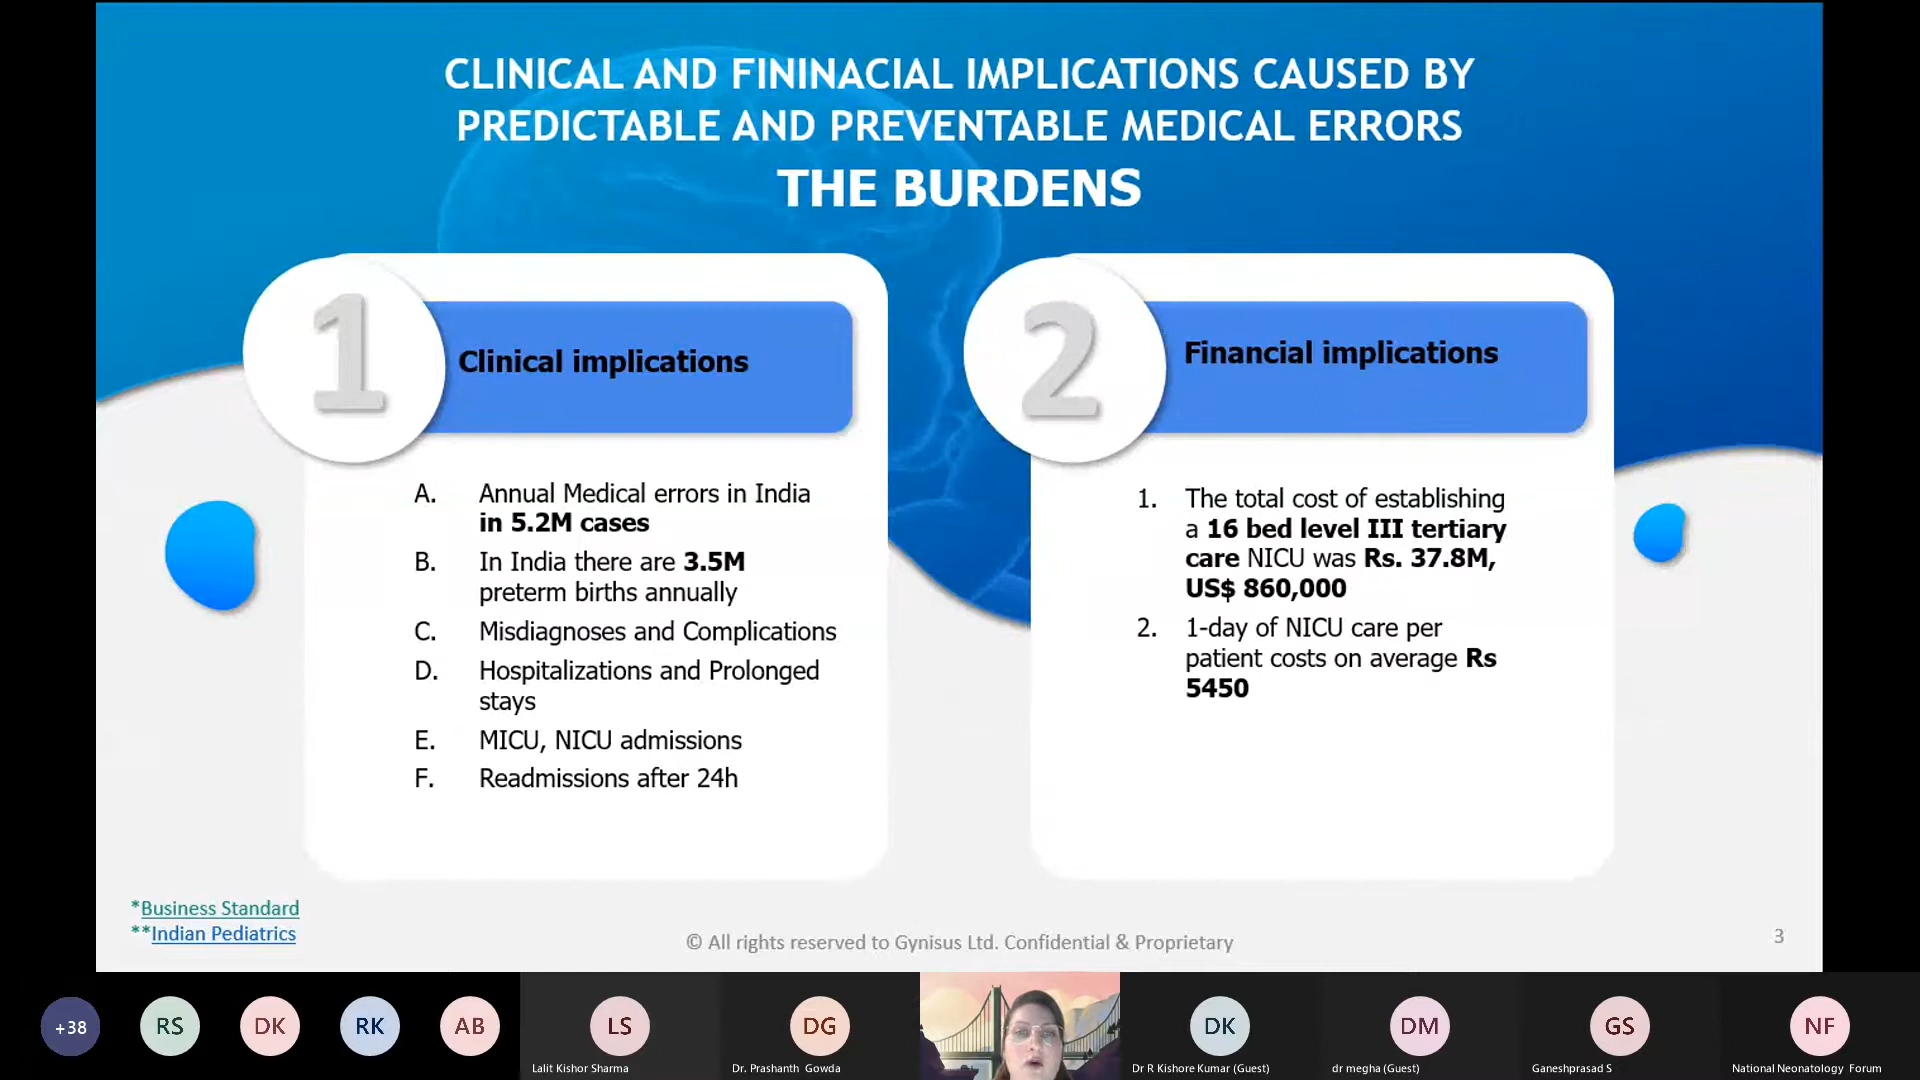 CLINICAL AND FININACIAL IMPLICATIONS CAUSED BY
PREDICTABLE AND PREVENTABLE MEDICAL ERRORS
THE BURDENS
1
Clinical implications
A. Annual Medical errors in India
in 5.2M cases
B. In India there are 3.5M
preterm births annually
C. Misdiagnoses and Complications
D. Hospitalizations and Prolonged
stays
E. MICU, NICU admissions
F. Readmissions after 24h
2
Financial implications
1. The total cost of establishing
a 16 bed level III tertiary
care NICU was Rs. 37.8M,
US$ 860,000
2. 1-day of NICU care per
patient costs on average Rs
5450
*Business Standard
**Indian Pediatrics
© All rights reserved to Gynisus Ltd. Confidential & Proprietary
3
+38
RS
DK
RK
AB
LS
Lalit Kishor Sharma
DG
Dr. Prashanth Gowda
DK
Dr R Kishore Kumar (Guest)
DM
dr megha (Guest)
GS
Ganeshprasad S
NF
National Neonatology Forum